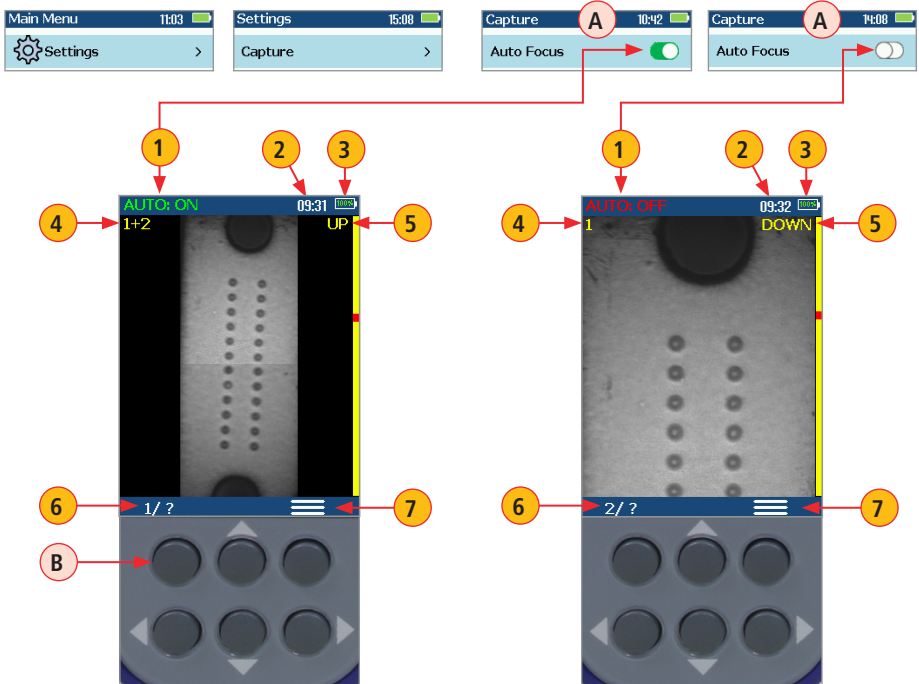 Main Menu 11:03
Settings >
Settings 15:08
Capture >
Capture A 10:42
Auto Focus
Capture A 14:08
Auto Focus
1 2 3
1 2 3
AUTO: ON 09:31 100%
4 1+2 UP 5
AUTO: OFF 09:32 100%
4 1 DOWN 5
6 1/ ? 7
6 2/ ? 7
B